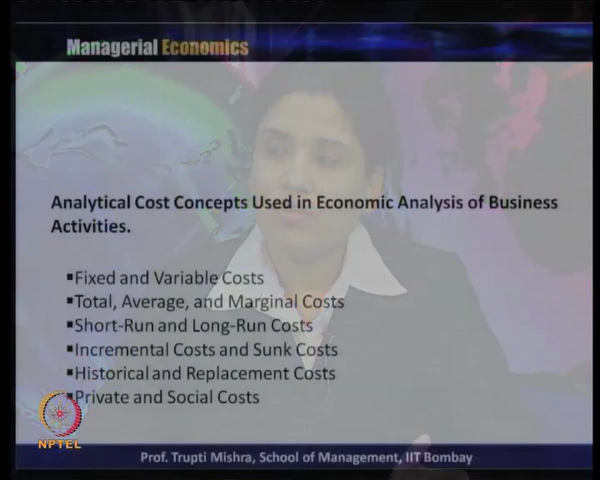 Managerial Economics
Analytical Cost Concepts Used in Economic Analysis of Business
Activities.
▪Fixed and Variable Costs
▪Total, Average, and Marginal Costs
▪Short-Run and Long-Run Costs
▪Incremental Costs and Sunk Costs
▪Historical and Replacement Costs
▪Private and Social Costs
NPTEL
Prof. Trupti Mishra, School of Management, IIT Bombay